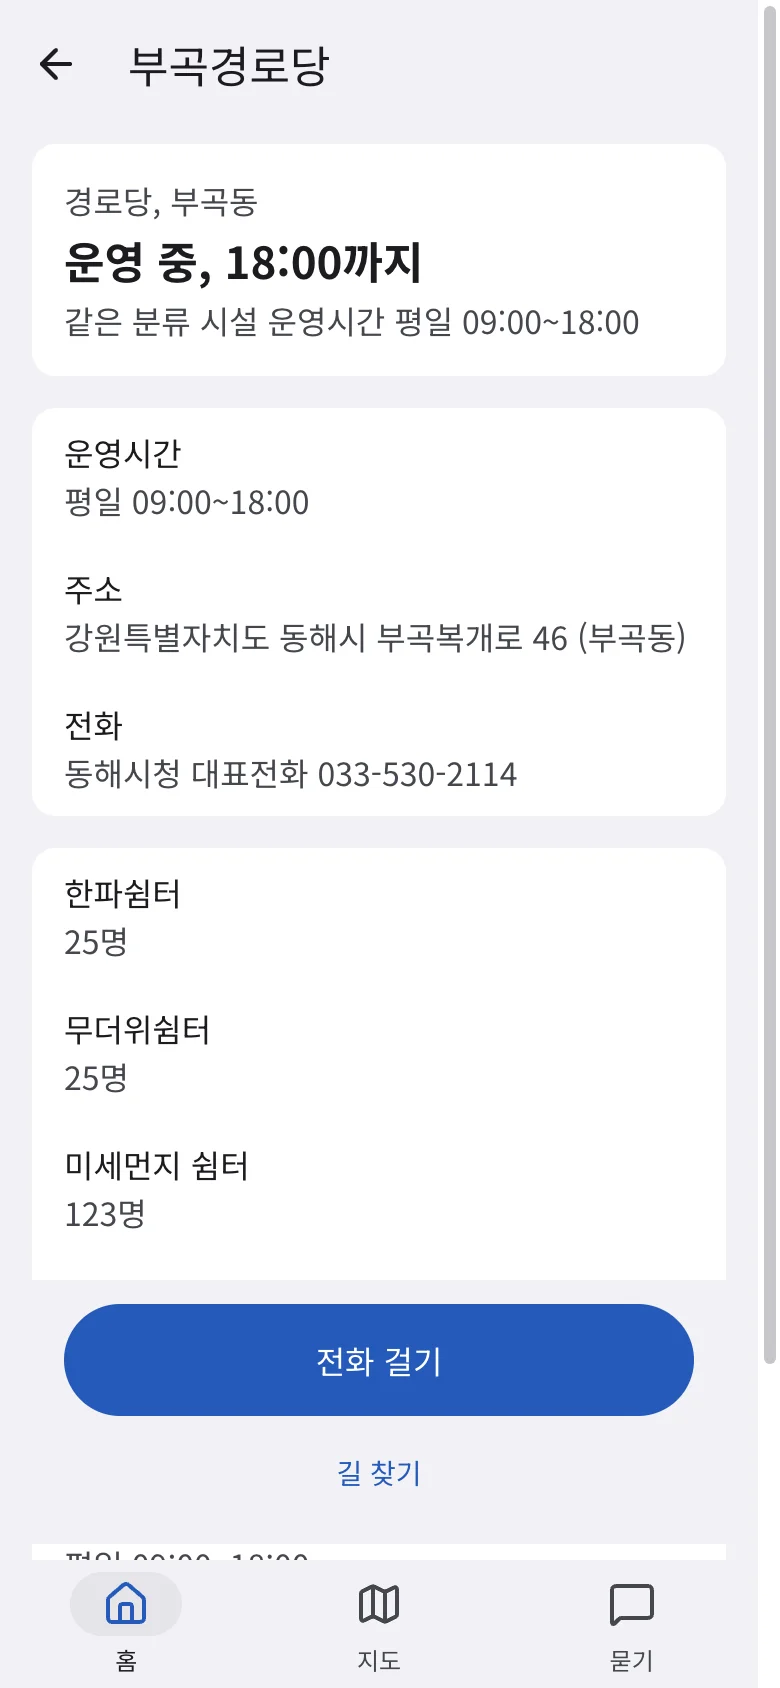 부곡경로당
경로당, 부곡동
운영 중, 18:00까지
같은 분류 시설 운영시간 평일 09:00~18:00
운영시간
평일 09:00~18:00
주소
강원특별자치도 동해시 부곡복개로 46 (부곡동)
전화
동해시청 대표전화 033-530-2114
한파쉼터
25명
무더위쉼터
25명
미세먼지 쉼터
123명
전화 걸기
길 찾기
평일 09:00~18:00
홈
지도
묻기